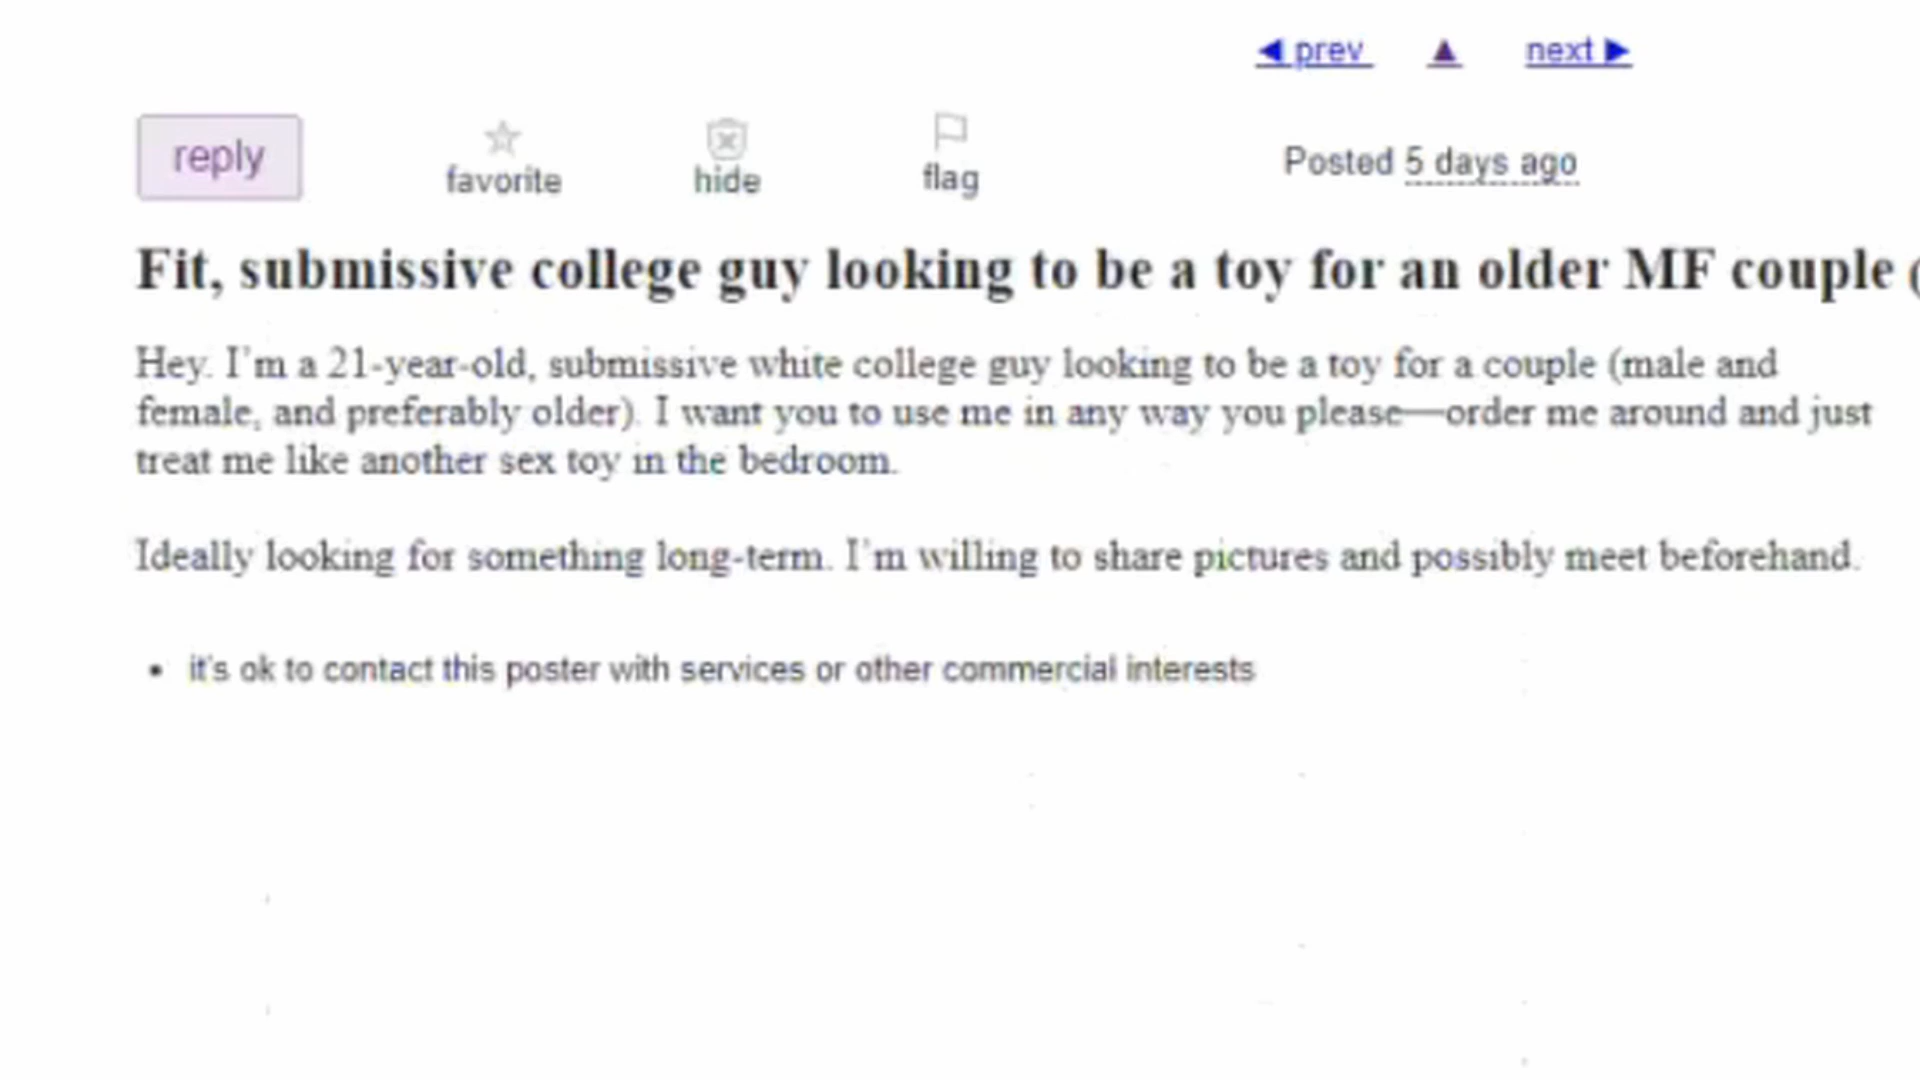 ◀ prev ▲ next ▶
reply favorite hide flag Posted 5 days ago
Fit, submissive college guy looking to be a toy for an older MF couple (
Hey. I'm a 21-year-old, submissive white college guy looking to be a toy for a couple (male and
female, and preferably older). I want you to use me in any way you please—order me around and just
treat me like another sex toy in the bedroom.
Ideally looking for something long-term. I'm willing to share pictures and possibly meet beforehand.
• it's ok to contact this poster with services or other commercial interests